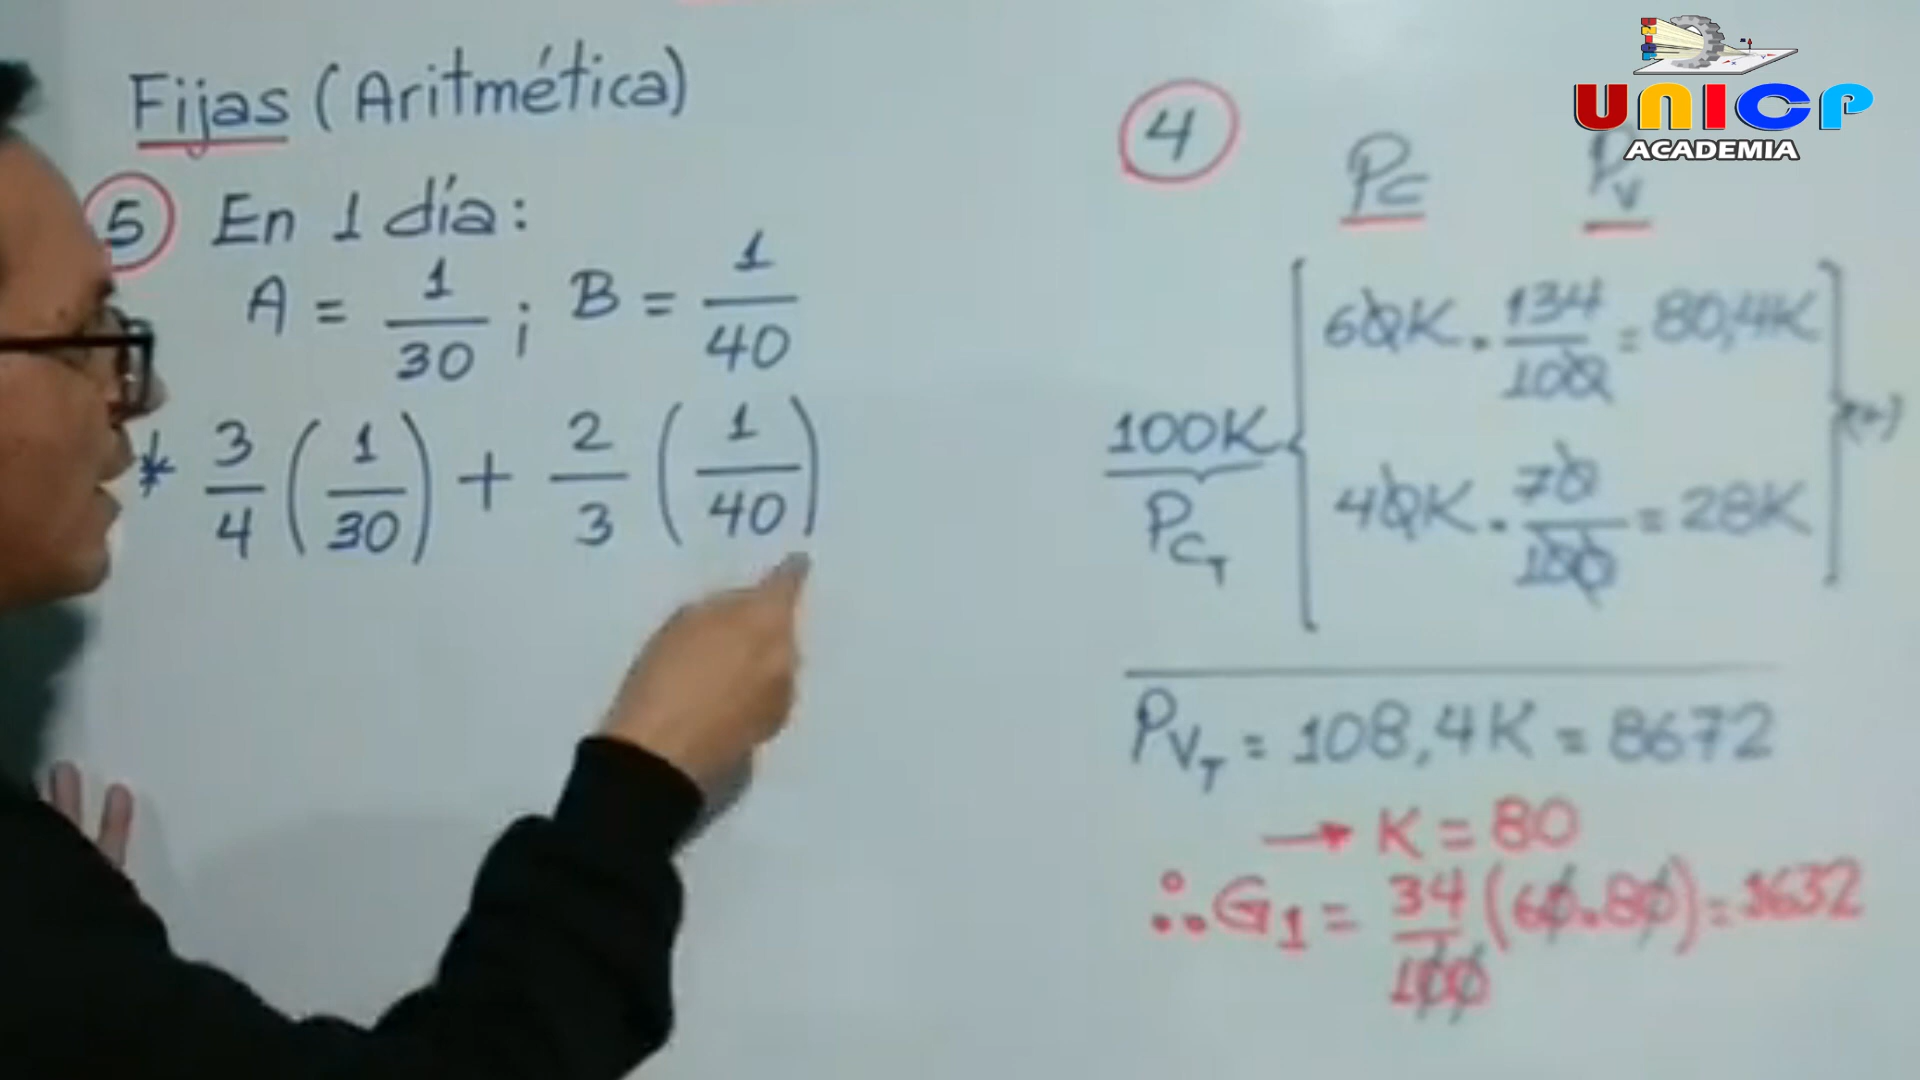 Fijas (Aritmética)
5 En 1 día:
A = 1/30 ; B = 1/40
* 3/4 (1/30) + 2/3 (1/40)
4
Pc Pv
100K
PcT
60K . 134/100 = 80,4K
40K . 70/100 = 28K
(+)
PvT = 108,4K = 8672
→ K = 80
∴ G1 = 34/100 (60.80) = 1632
UNICP
ACADEMIA